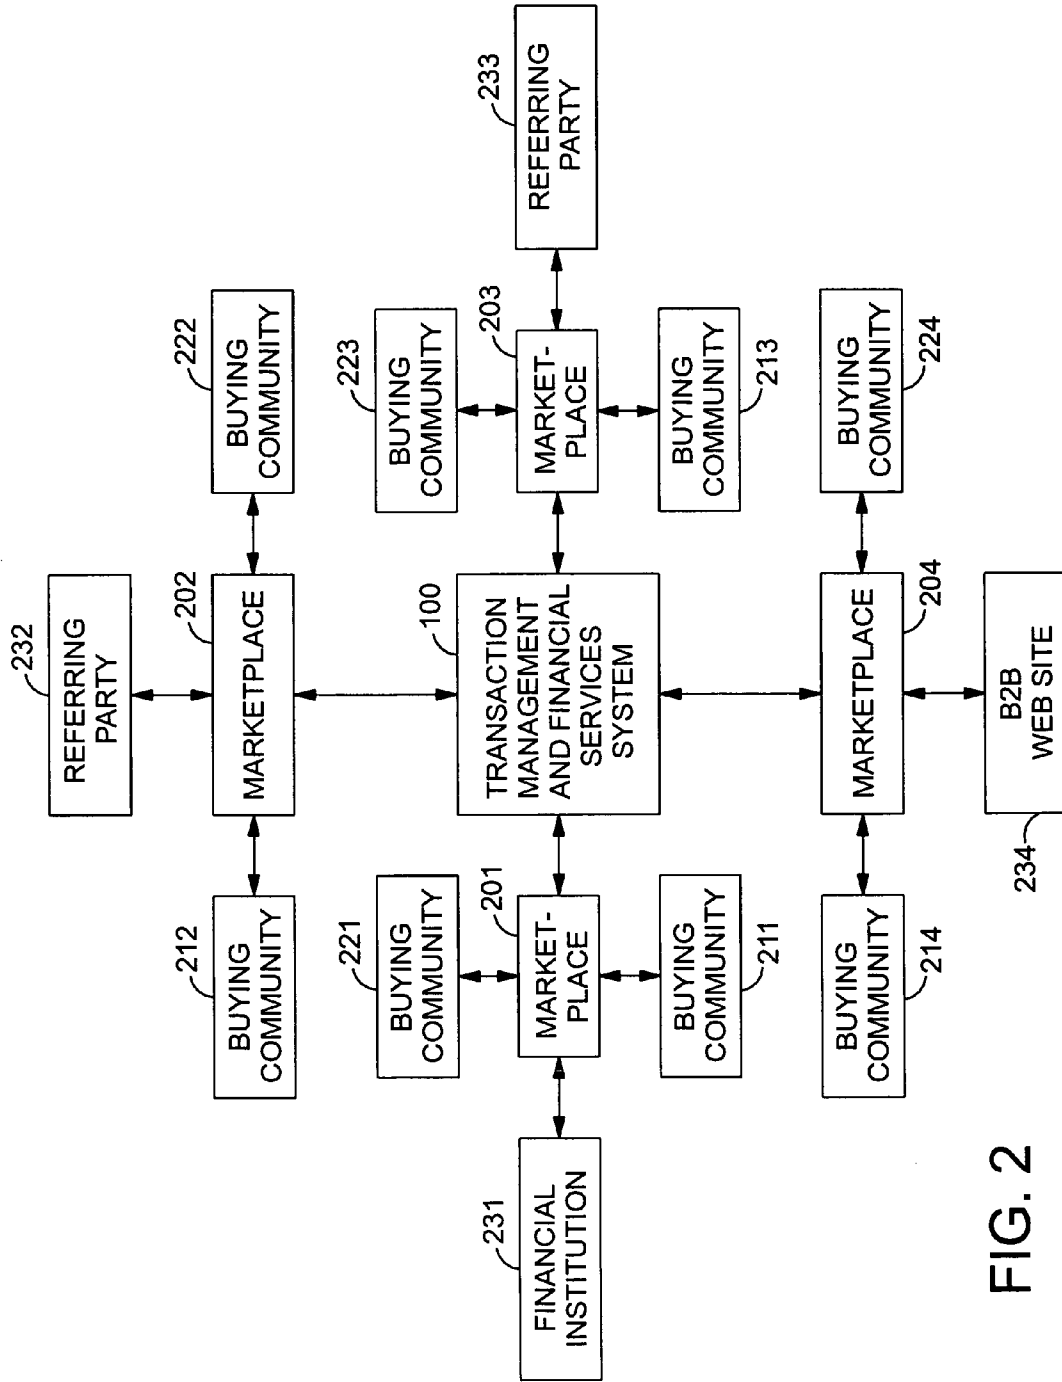 232
REFERRING
PARTY
212
BUYING
COMMUNITY
202
MARKETPLACE
222
BUYING
COMMUNITY
221
BUYING
COMMUNITY
223
BUYING
COMMUNITY
231
FINANCIAL
INSTITUTION
201
MARKET-
PLACE
100
TRANSACTION
MANAGEMENT
AND FINANCIAL
SERVICES
SYSTEM
203
MARKET-
PLACE
233
REFERRING
PARTY
BUYING
COMMUNITY
211
BUYING
COMMUNITY
213
BUYING
COMMUNITY
214
MARKETPLACE
204
BUYING
COMMUNITY
224
B2B
WEB SITE
234
FIG. 2